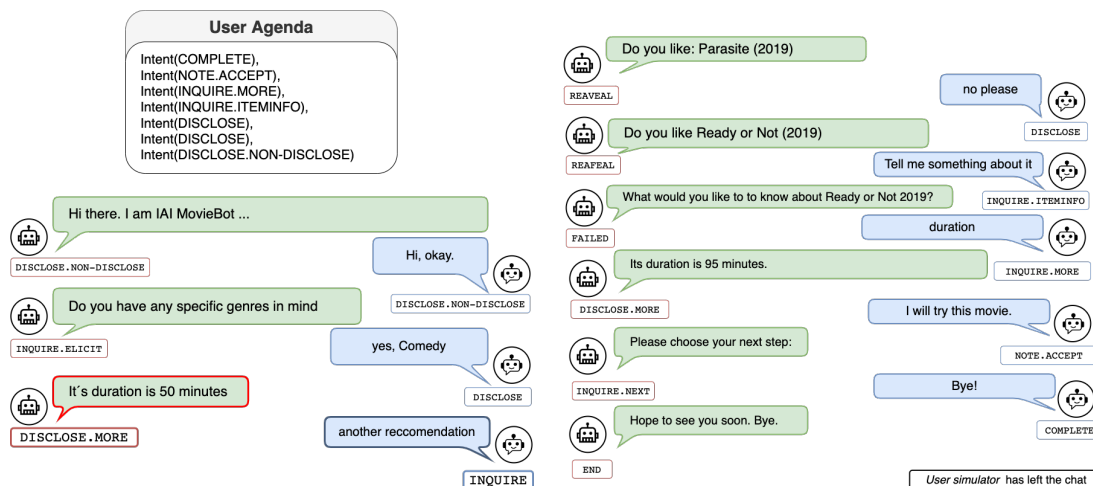 User Agenda
Intent(COMPLETE),
Intent(NOTE.ACCEPT),
Intent(INQUIRE.MORE),
Intent(INQUIRE.ITEMINFO),
Intent(DISCLOSE),
Intent(DISCLOSE),
Intent(DISCLOSE.NON-DISCLOSE)
Hi there. I am IAI MovieBot ...
DISCLOSE.NON-DISCLOSE
Hi, okay.
DISCLOSE.NON-DISCLOSE
Do you have any specific genres in mind
INQUIRE.ELICIT
yes, Comedy
DISCLOSE
It´s duration is 50 minutes
DISCLOSE.MORE
another reccomendation
INQUIRE
Do you like: Parasite (2019)
REAVEAL
no please
DISCLOSE
Do you like Ready or Not (2019)
REAFEAL
Tell me something about it
INQUIRE.ITEMINFO
What would you like to to know about Ready or Not 2019?
FAILED
duration
INQUIRE.MORE
Its duration is 95 minutes.
DISCLOSE.MORE
I will try this movie.
NOTE.ACCEPT
Please choose your next step:
INQUIRE.NEXT
Bye!
COMPLETE
Hope to see you soon. Bye.
END
User simulator has left the chat